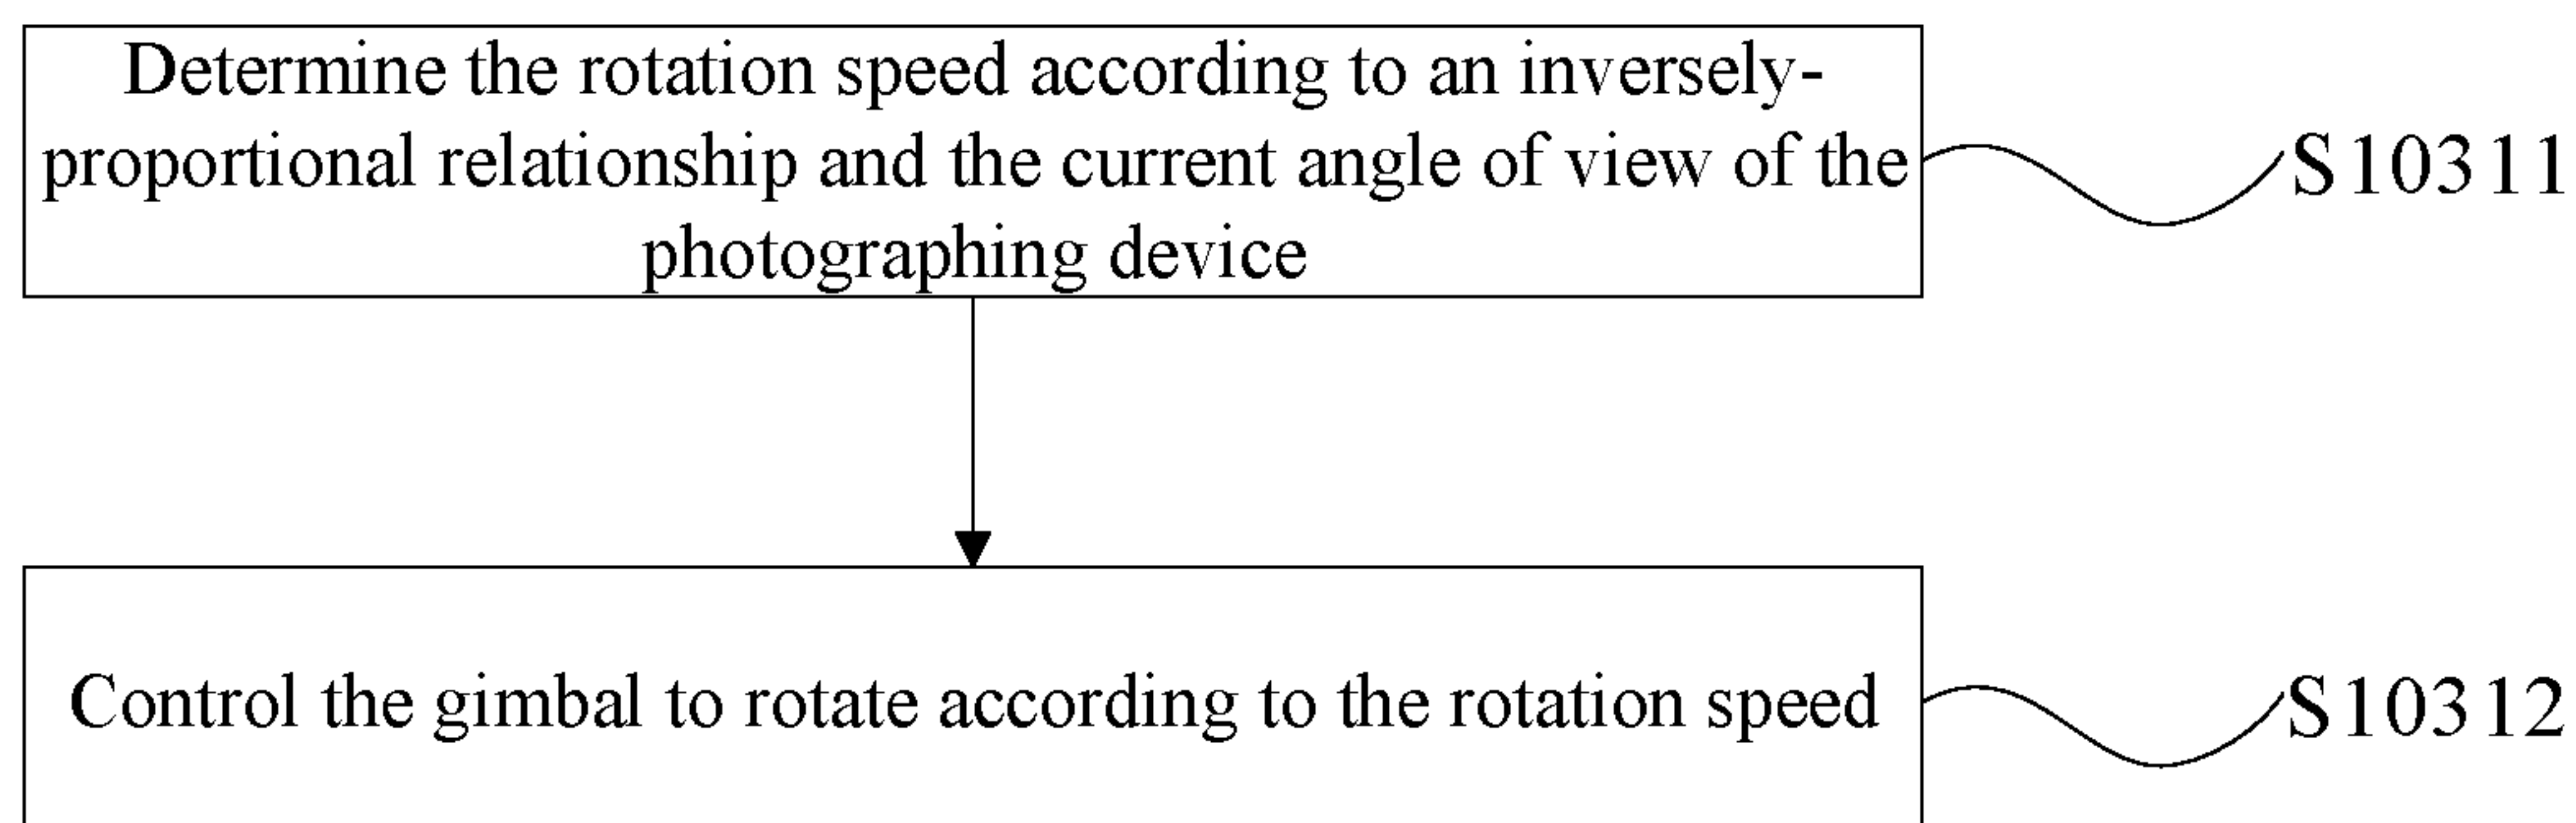 Determine the rotation speed according to an inversely-
proportional relationship and the current angle of view of the
photographing device
S10311
Control the gimbal to rotate according to the rotation speed
S10312